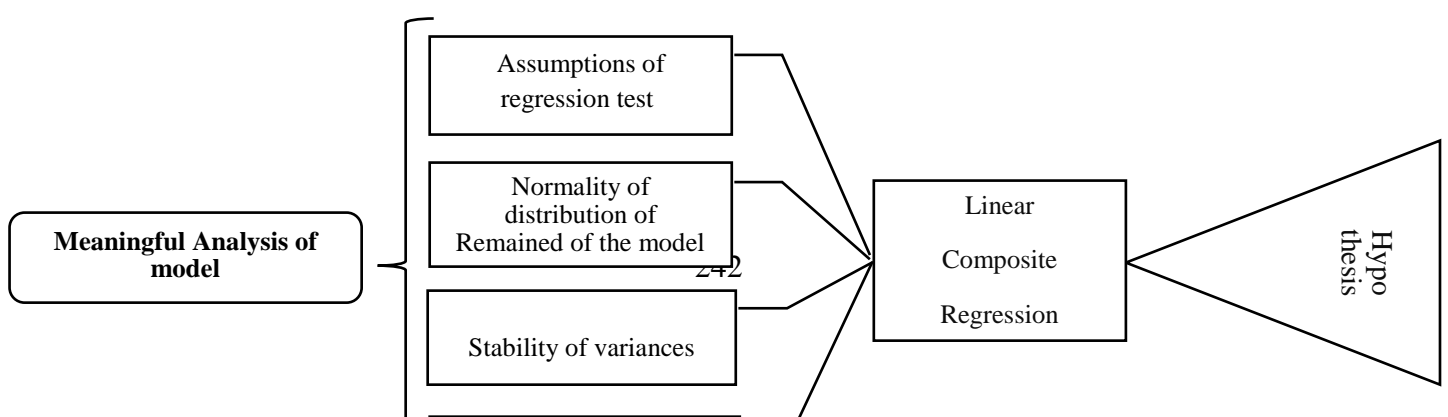 Assumptions of
regression test
Normality of
distribution of
Remained of the model
242
Stability of variances
Meaningful Analysis of
model
Linear
Composite
Regression
Hypo
thesis